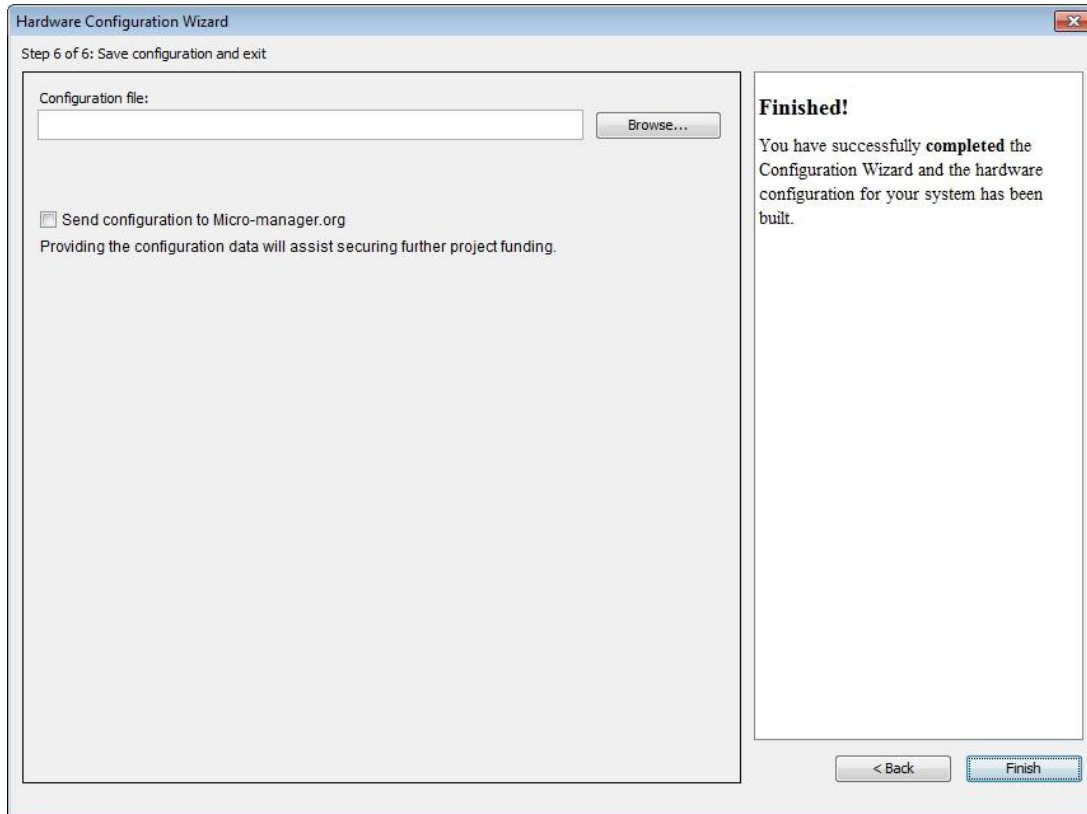 Hardware Configuration Wizard
Step 6 of 6: Save configuration and exit
Configuration file:
Browse...
Send configuration to Micro-manager.org
Providing the configuration data will assist securing further project funding.
Finished!
You have successfully completed the
Configuration Wizard and the hardware
configuration for your system has been
built.
< Back
Finish